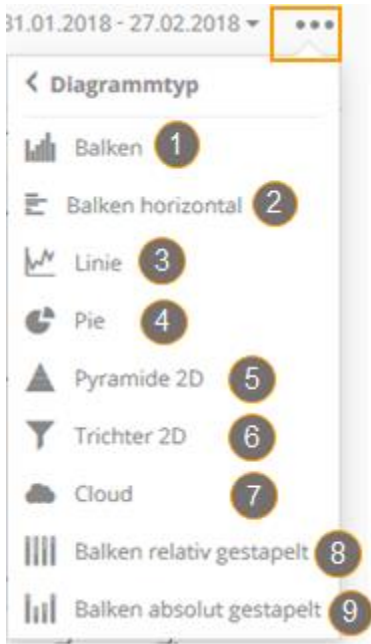 31.01.2018 - 27.02.2018
Diagrammtyp
Balken 1
Balken horizontal 2
Linie 3
Pie 4
Pyramide 2D 5
Trichter 2D 6
Cloud 7
Balken relativ gestapelt 8
Balken absolut gestapelt 9